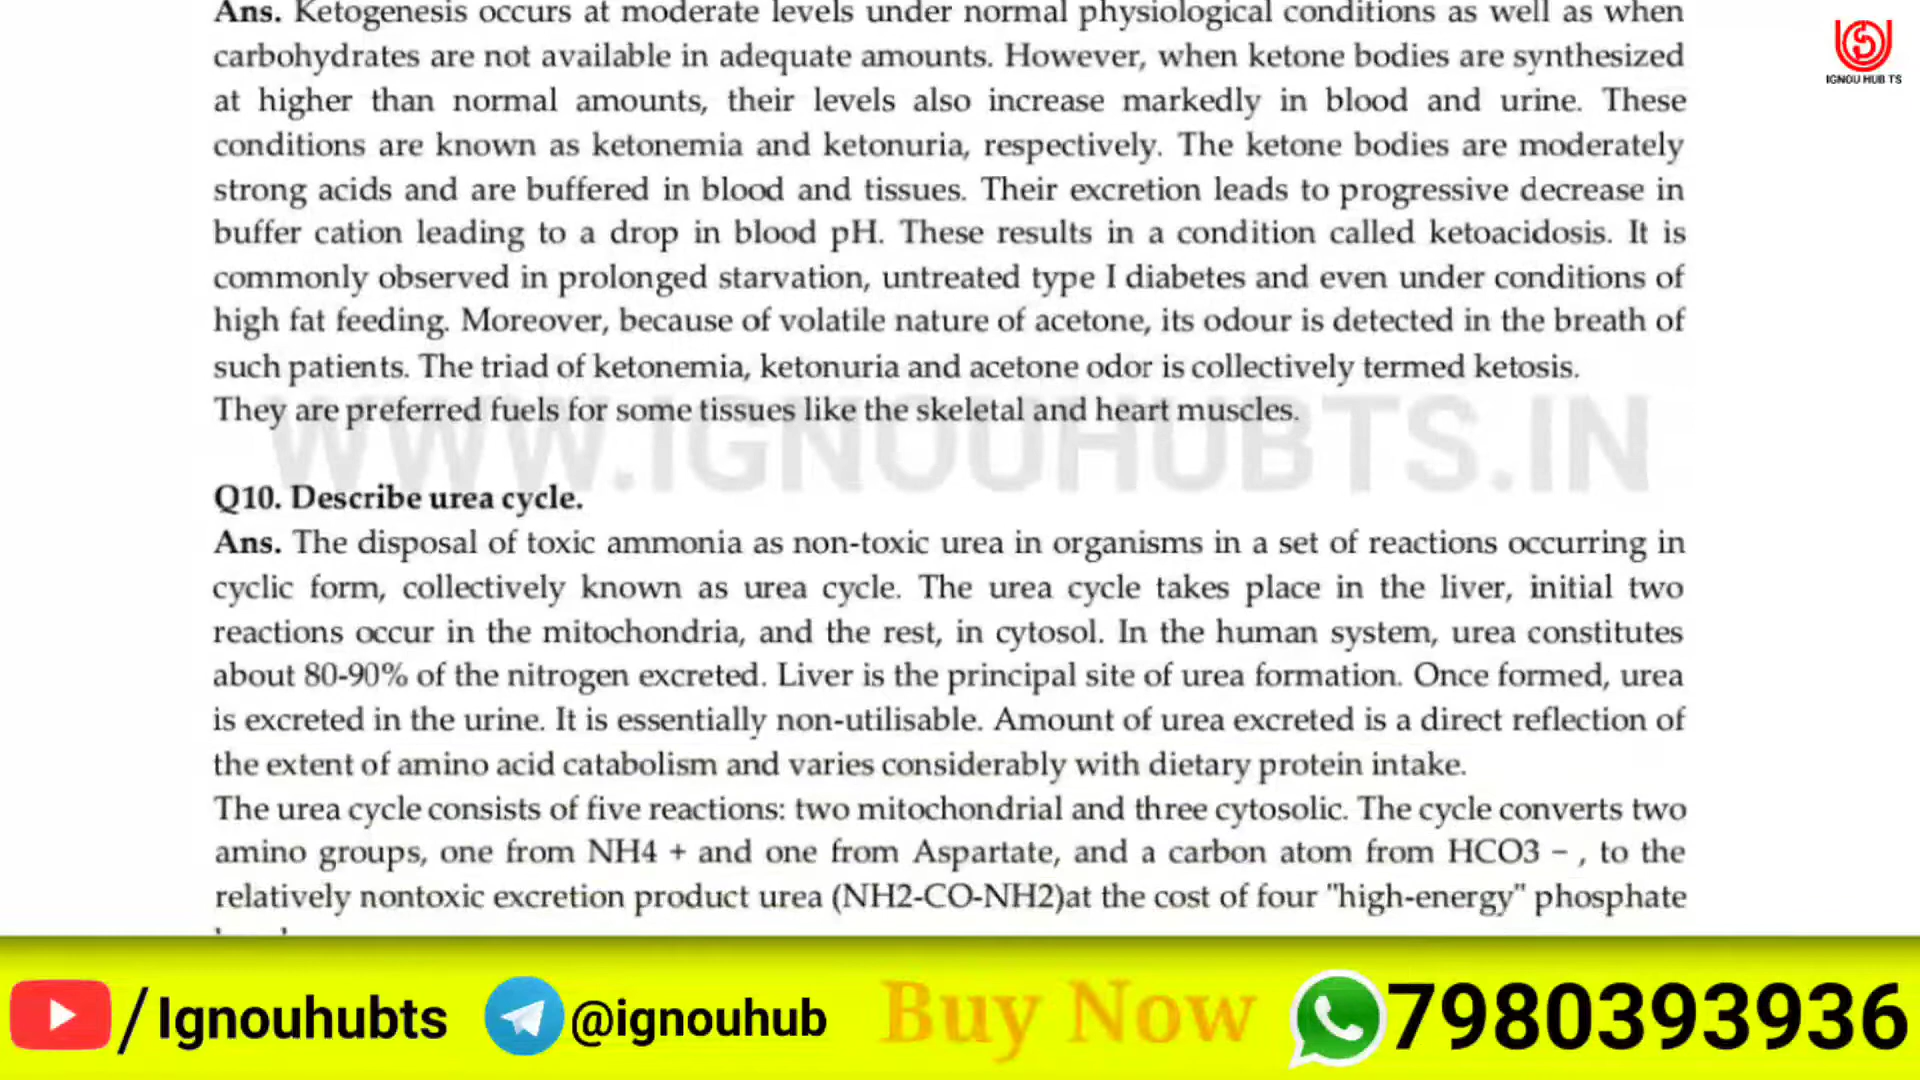 Ans. Ketogenesis occurs at moderate levels under normal physiological conditions as well as when
carbohydrates are not available in adequate amounts. However, when ketone bodies are synthesized
at higher than normal amounts, their levels also increase markedly in blood and urine. These
conditions are known as ketonemia and ketonuria, respectively. The ketone bodies are moderately
strong acids and are buffered in blood and tissues. Their excretion leads to progressive decrease in
buffer cation leading to a drop in blood pH. These results in a condition called ketoacidosis. It is
commonly observed in prolonged starvation, untreated type I diabetes and even under conditions of
high fat feeding. Moreover, because of volatile nature of acetone, its odour is detected in the breath of
such patients. The triad of ketonemia, ketonuria and acetone odor is collectively termed ketosis.
They are preferred fuels for some tissues like the skeletal and heart muscles.
WWW.IGNOUHUBTS.IN
Q10. Describe urea cycle.
Ans. The disposal of toxic ammonia as non-toxic urea in organisms in a set of reactions occurring in
cyclic form, collectively known as urea cycle. The urea cycle takes place in the liver, initial two
reactions occur in the mitochondria, and the rest, in cytosol. In the human system, urea constitutes
about 80-90% of the nitrogen excreted. Liver is the principal site of urea formation. Once formed, urea
is excreted in the urine. It is essentially non-utilisable. Amount of urea excreted is a direct reflection of
the extent of amino acid catabolism and varies considerably with dietary protein intake.
The urea cycle consists of five reactions: two mitochondrial and three cytosolic. The cycle converts two
amino groups, one from NH4 + and one from Aspartate, and a carbon atom from HCO3 − , to the
relatively nontoxic excretion product urea (NH2-CO-NH2)at the cost of four "high-energy" phosphate
IGNOU HUB TS
/Ignouhubts
@ignouhub
Buy Now
7980393936